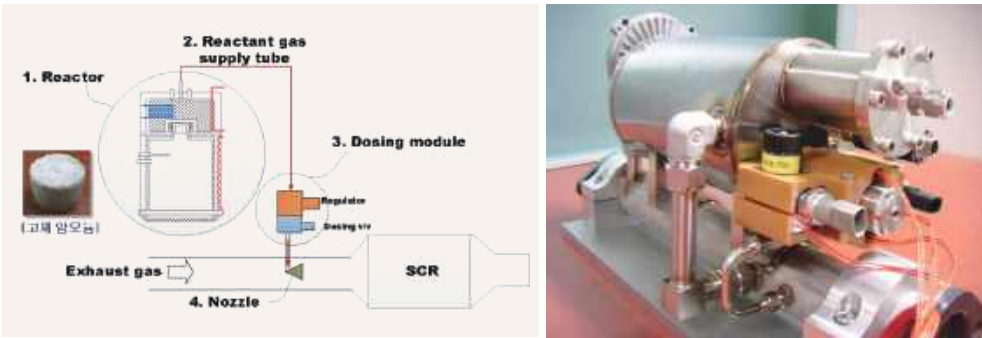 2. Reactant gas
supply tube
1. Reactor
3. Dosing module
Regulator
Dosing v/v
(고체 암모늄)
Exhaust gas
SCR
4. Nozzle